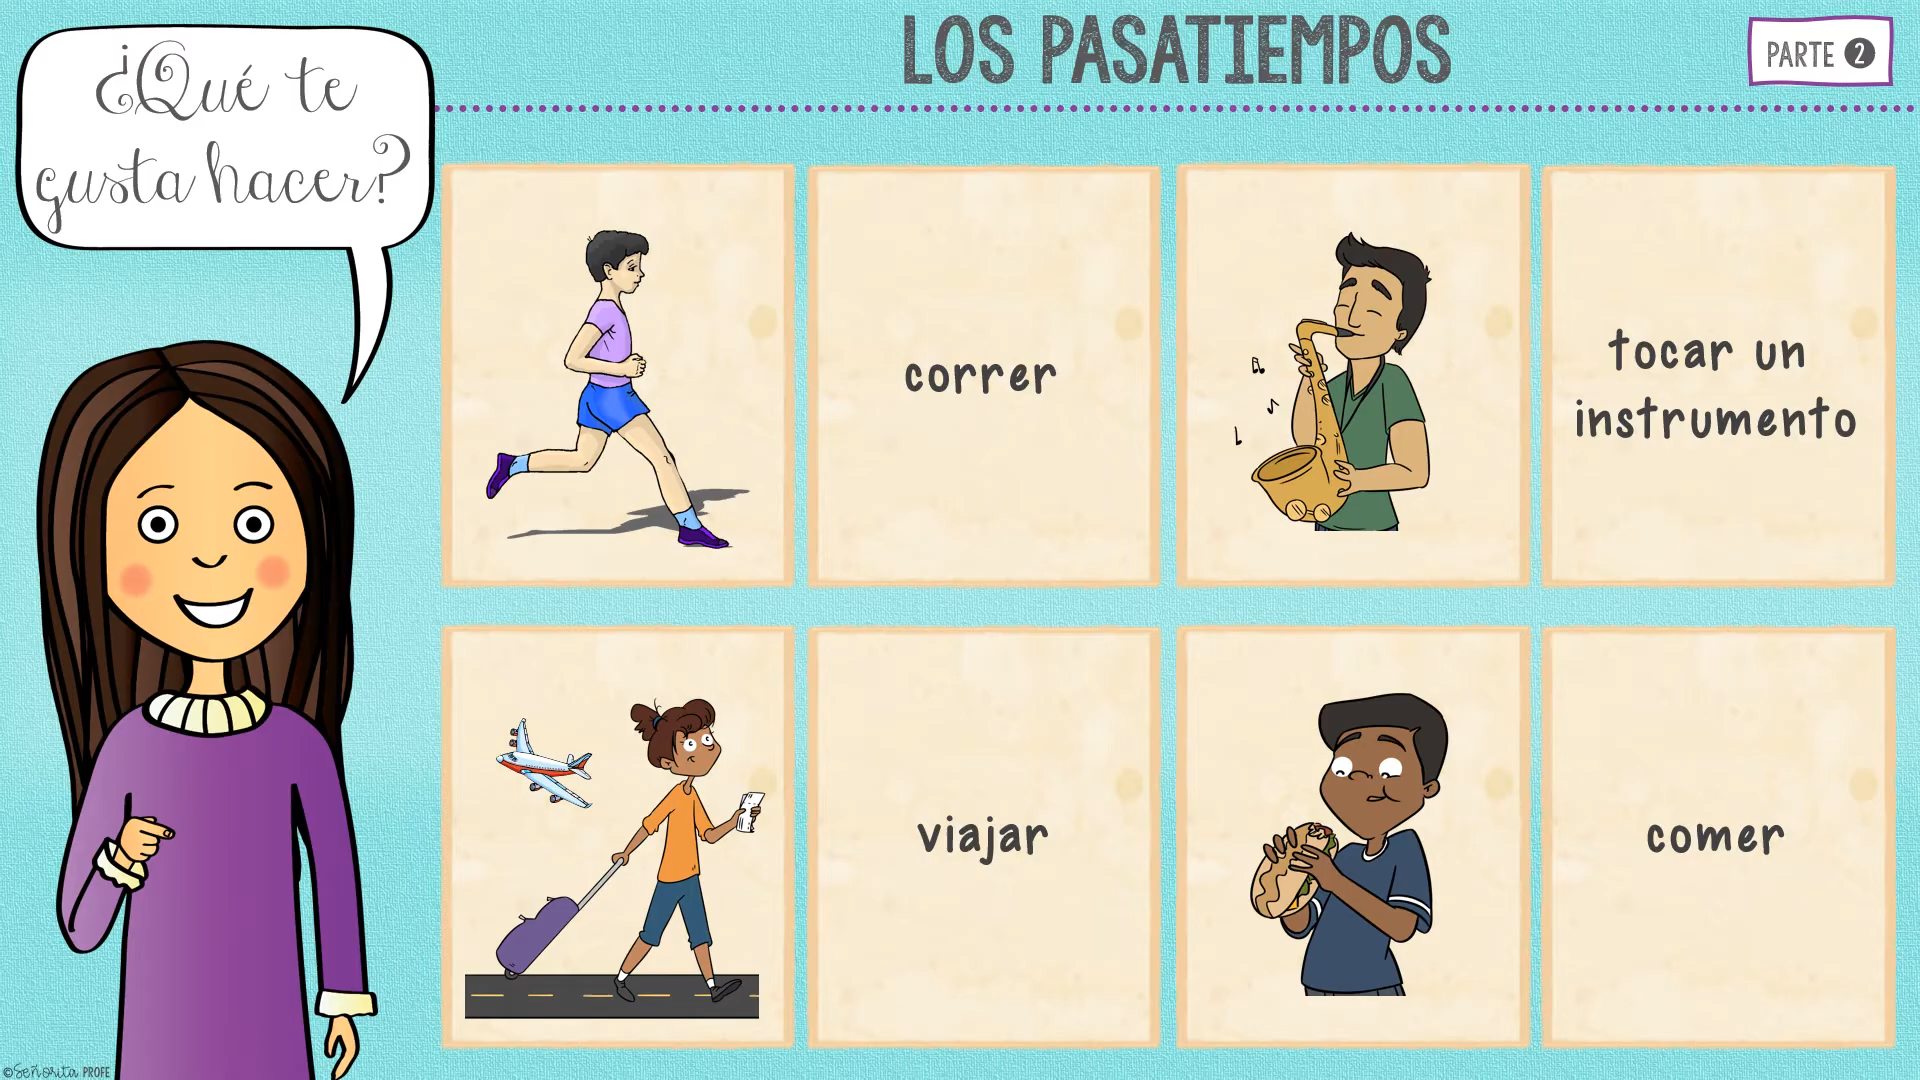 ¿Qué te
gusta hacer?
LOS PASATIEMPOS
PARTE 2
correr
tocar un
instrumento
viajar
comer
©Señorita PROFE